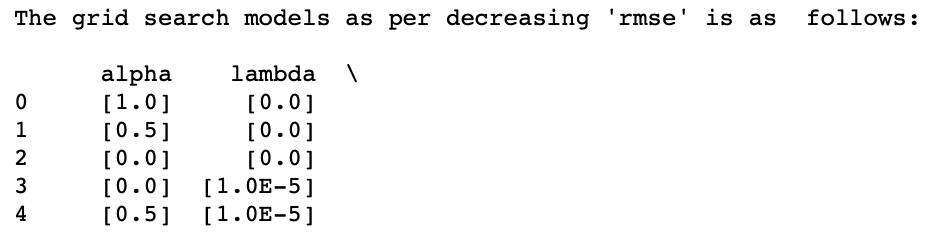 The grid search models as per decreasing 'rmse' is as  follows:
      alpha    lambda  \
0     [1.0]     [0.0]
1     [0.5]     [0.0]
2     [0.0]     [0.0]
3     [0.0]  [1.0E-5]
4     [0.5]  [1.0E-5]